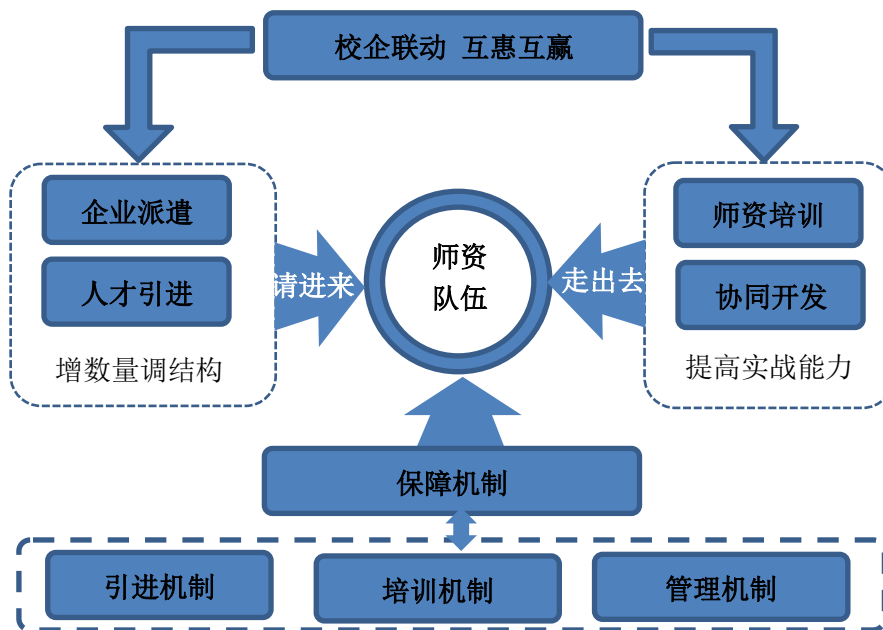 校企联动 互惠互赢
企业派遣
人才引进
增数量调结构
请进来
师资
队伍
走出去
师资培训
协同开发
提高实战能力
保障机制
引进机制
培训机制
管理机制